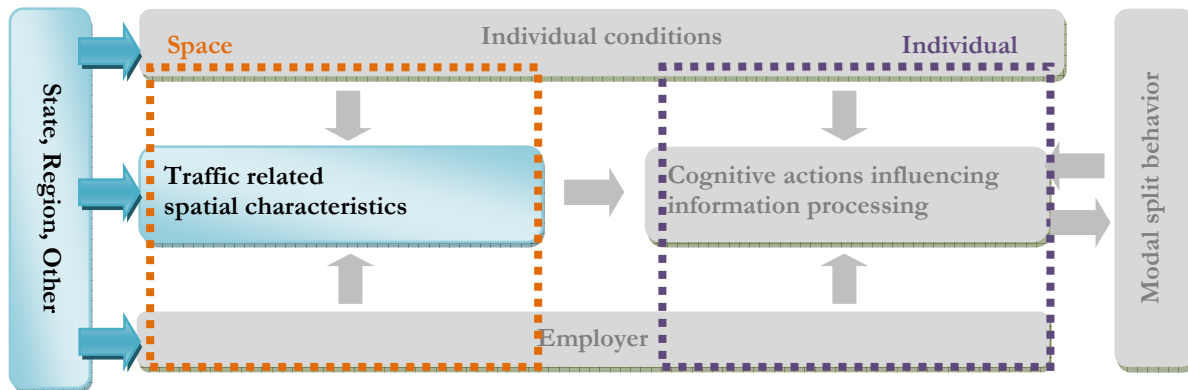 State, Region, Other
Individual conditions
Space
Individual
Traffic related
spatial characteristics
Cognitive actions influencing
information processing
Employer
Modal split behavior